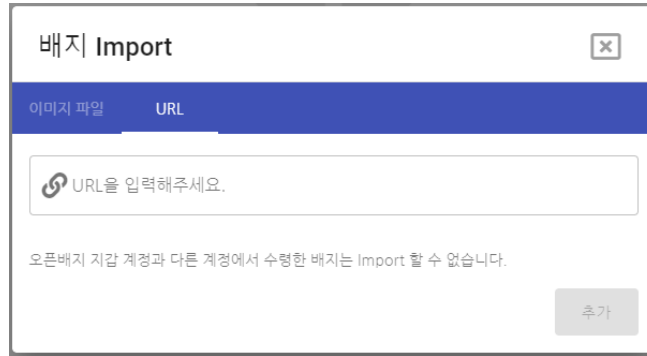 배지 Import
이미지 파일 URL
URL을 입력해주세요.
오픈배지 지갑 계정과 다른 계정에서 수령한 배지는 Import 할 수 없습니다.
추가